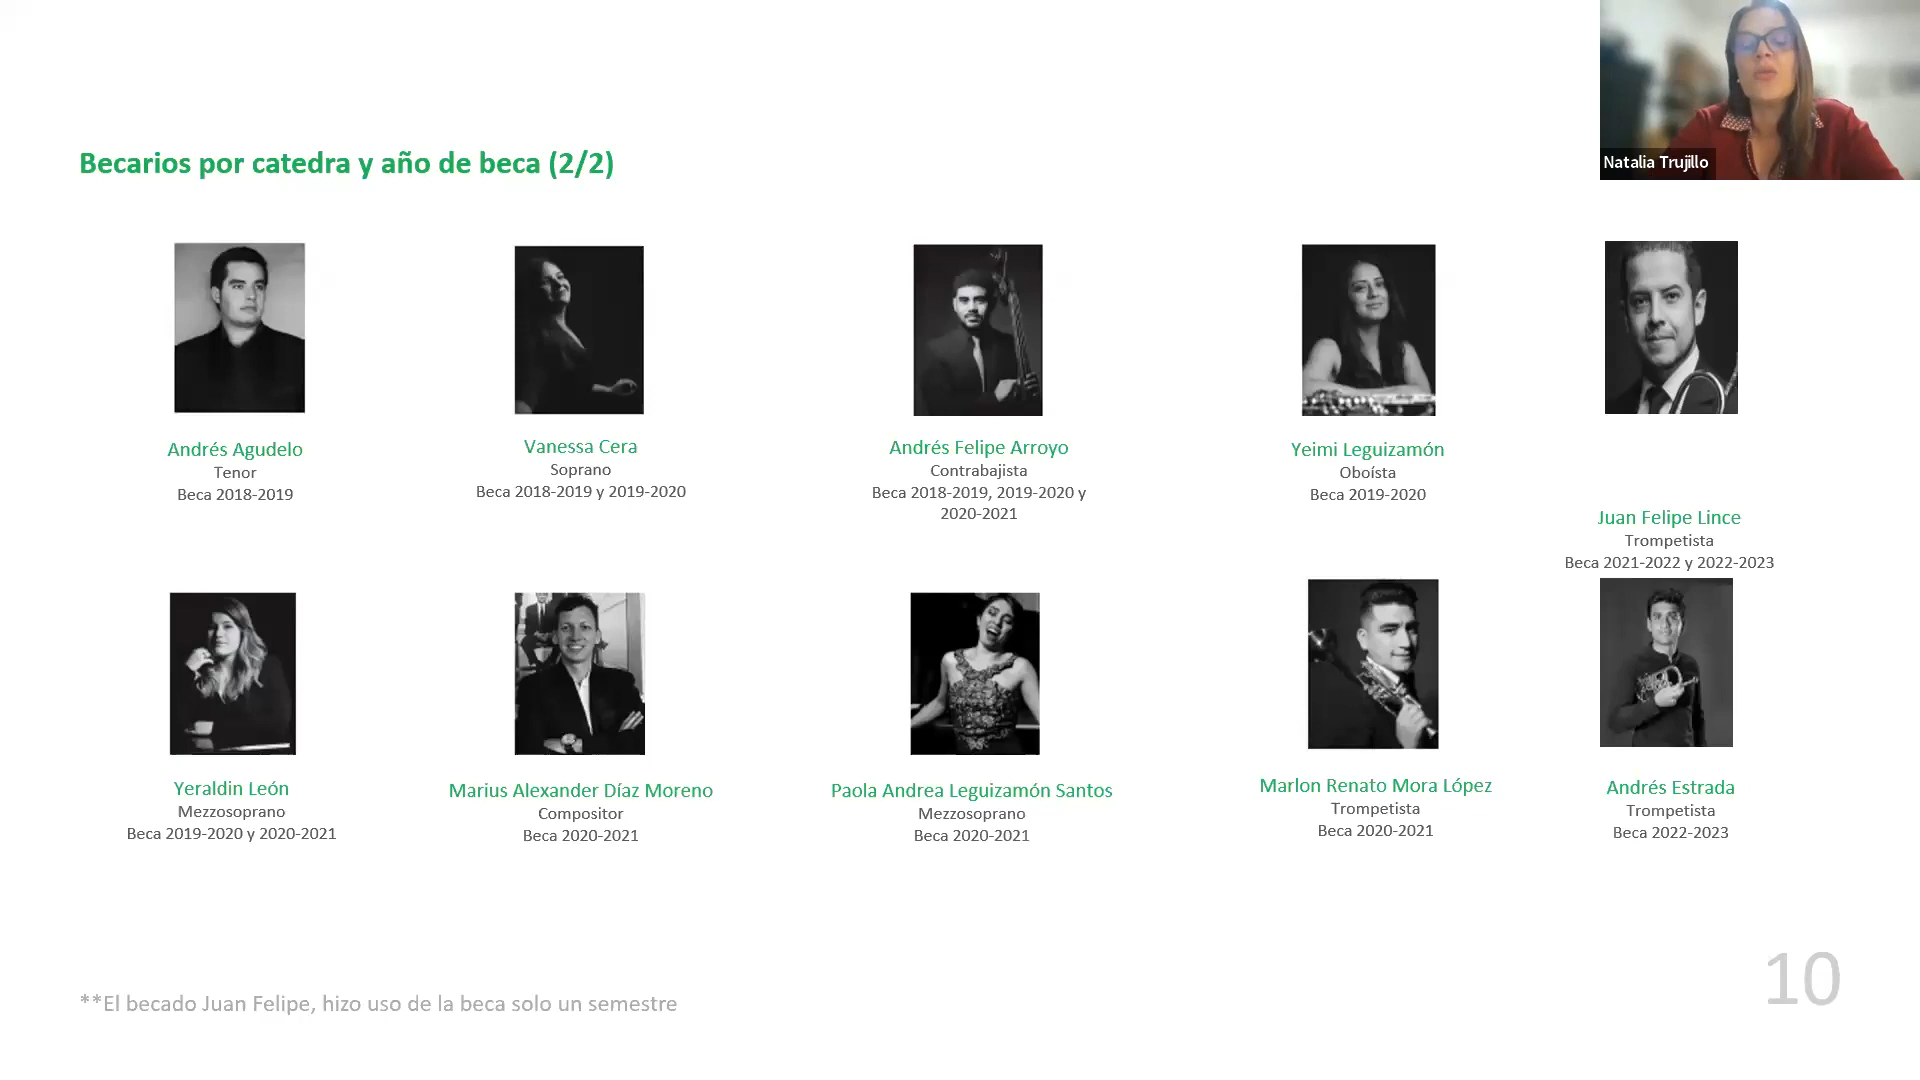 Natalia Trujillo
Becarios por catedra y año de beca (2/2)
Andrés Agudelo
Tenor
Beca 2018-2019
Vanessa Cera
Soprano
Beca 2018-2019 y 2019-2020
Andrés Felipe Arroyo
Contrabajista
Beca 2018-2019, 2019-2020 y
2020-2021
Yeimi Leguizamón
Oboísta
Beca 2019-2020
Juan Felipe Lince
Trompetista
Beca 2021-2022 y 2022-2023
Yeraldin León
Mezzosoprano
Beca 2019-2020 y 2020-2021
Marius Alexander Díaz Moreno
Compositor
Beca 2020-2021
Paola Andrea Leguizamón Santos
Mezzosoprano
Beca 2020-2021
Marlon Renato Mora López
Trompetista
Beca 2020-2021
Andrés Estrada
Trompetista
Beca 2022-2023
**El becado Juan Felipe, hizo uso de la beca solo un semestre
10